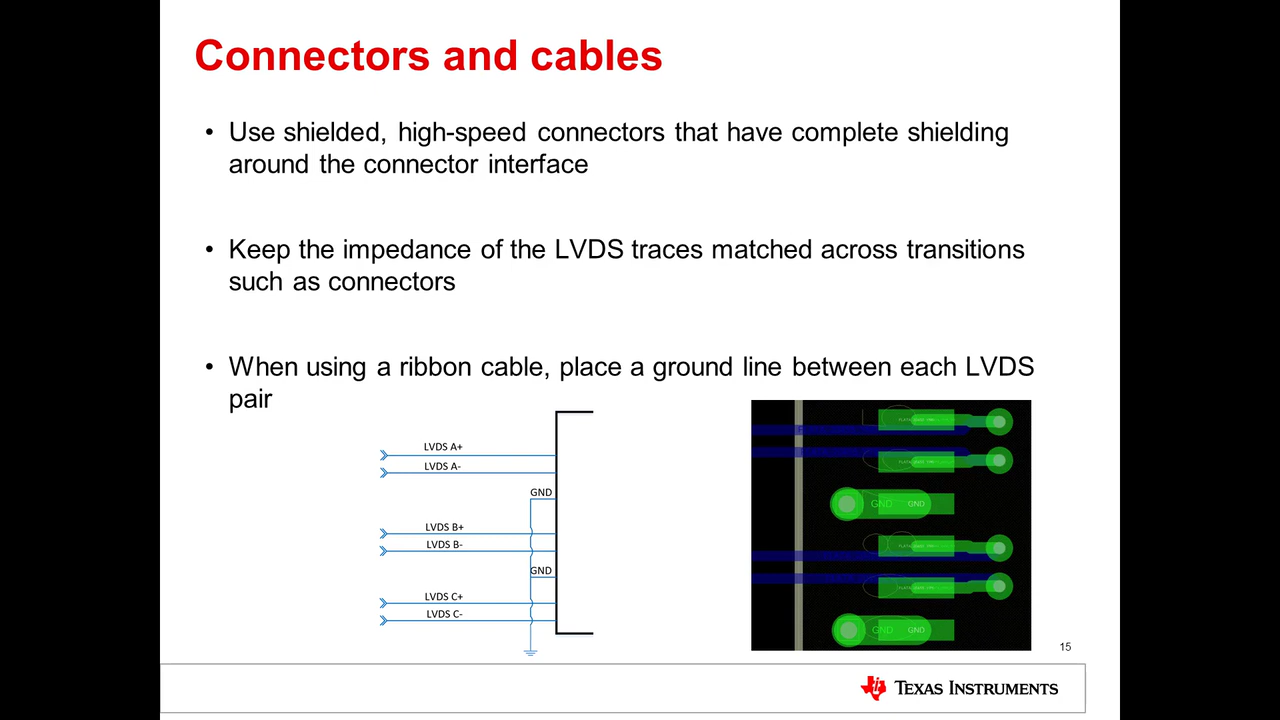 Connectors and cables
• Use shielded, high-speed connectors that have complete shielding
around the connector interface
• Keep the impedance of the LVDS traces matched across transitions
such as connectors
• When using a ribbon cable, place a ground line between each LVDS
pair
LVDS A+
LVDS A-
GND
LVDS B+
LVDS B-
GND
LVDS C+
LVDS C-
GND GND
GND GND
15
TEXAS INSTRUMENTS